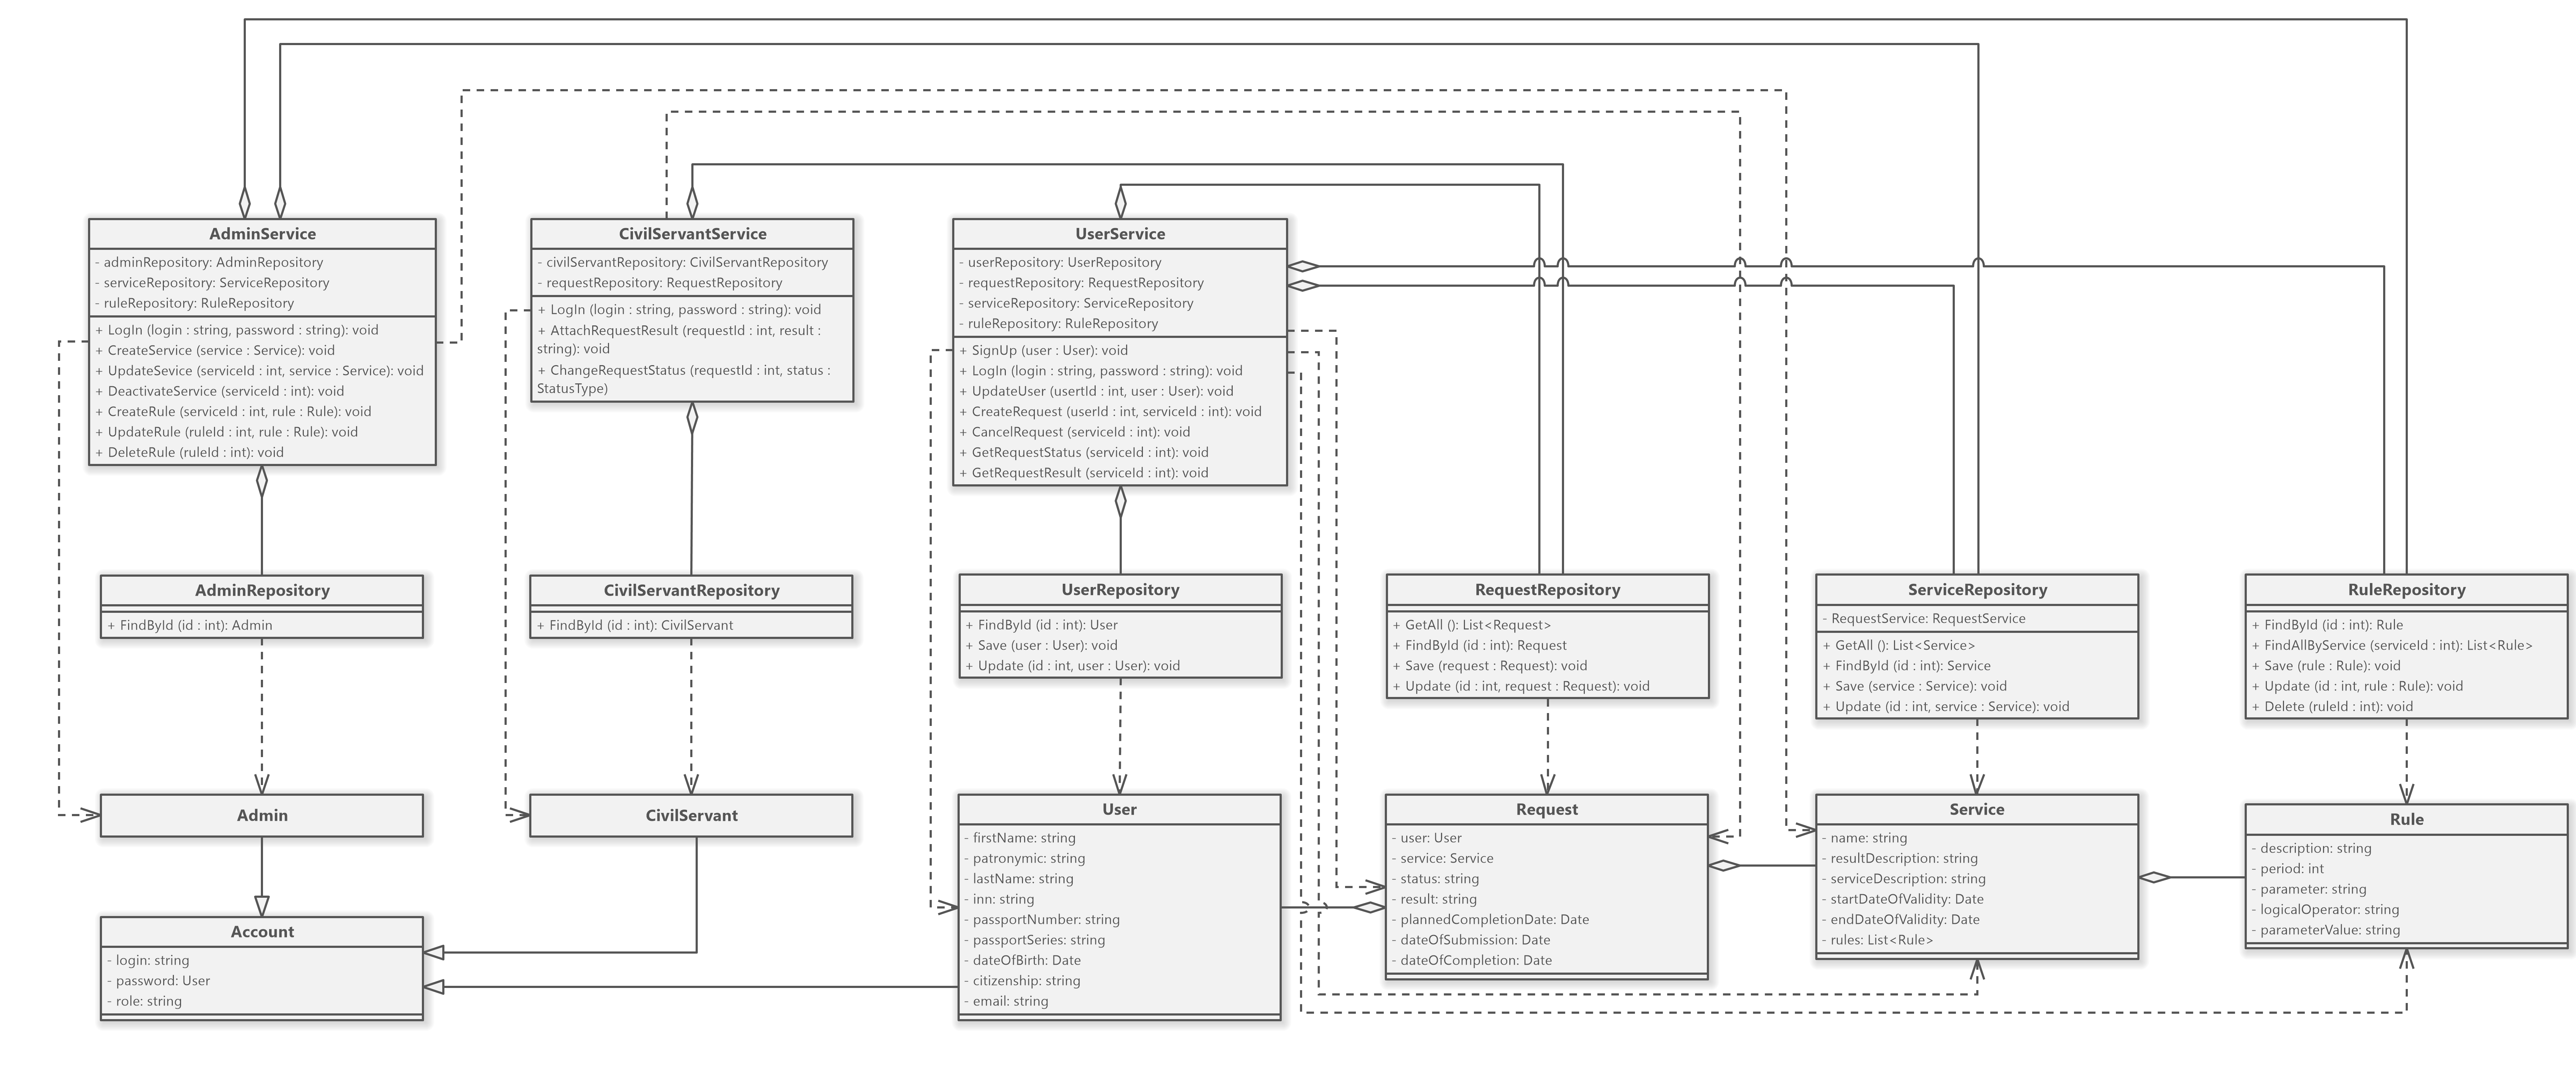 AdminService
- adminRepository: AdminRepository
- serviceRepository: ServiceRepository
- ruleRepository: RuleRepository
+ LogIn (login : string, password : string): void
+ CreateService (service : Service): void
+ UpdateSevice (serviceId : int, service : Service): void
+ DeactivateService (serviceId : int): void
+ CreateRule (serviceId : int, rule : Rule): void
+ UpdateRule (ruleId : int, rule : Rule): void
+ DeleteRule (ruleId : int): void
CivilServantService
- civilServantRepository: CivilServantRepository
- requestRepository: RequestRepository
+ LogIn (login : string, password : string): void
+ AttachRequestResult (requestId : int, result :
string): void
+ ChangeRequestStatus (requestId : int, status :
StatusType)
UserService
- userRepository: UserRepository
- requestRepository: RequestRepository
- serviceRepository: ServiceRepository
- ruleRepository: RuleRepository
+ SignUp (user : User): void
+ LogIn (login : string, password : string): void
+ UpdateUser (usertId : int, user : User): void
+ CreateRequest (userId : int, serviceId : int): void
+ CancelRequest (serviceId : int): void
+ GetRequestStatus (serviceId : int): void
+ GetRequestResult (serviceId : int): void
AdminRepository
+ FindById (id : int): Admin
CivilServantRepository
+ FindById (id : int): CivilServant
UserRepository
+ FindById (id : int): User
+ Save (user : User): void
+ Update (id : int, user : User): void
RequestRepository
+ GetAll (): List<Request>
+ FindById (id : int): Request
+ Save (request : Request): void
+ Update (id : int, request : Request): void
ServiceRepository
- RequestService: RequestService
+ GetAll (): List<Service>
+ FindById (id : int): Service
+ Save (service : Service): void
+ Update (id : int, service : Service): void
RuleRepository
+ FindById (id : int): Rule
+ FindAllByService (serviceId : int): List<Rule>
+ Save (rule : Rule): void
+ Update (id : int, rule : Rule): void
+ Delete (ruleId : int): void
Admin
CivilServant
User
- firstName: string
- patronymic: string
- lastName: string
- inn: string
- passportNumber: string
- passportSeries: string
- dateOfBirth: Date
- citizenship: string
- email: string
Request
- user: User
- service: Service
- status: string
- result: string
- plannedCompletionDate: Date
- dateOfSubmission: Date
- dateOfCompletion: Date
Service
- name: string
- resultDescription: string
- serviceDescription: string
- startDateOfValidity: Date
- endDateOfValidity: Date
- rules: List<Rule>
Rule
- description: string
- period: int
- parameter: string
- logicalOperator: string
- parameterValue: string
Account
- login: string
- password: User
- role: string